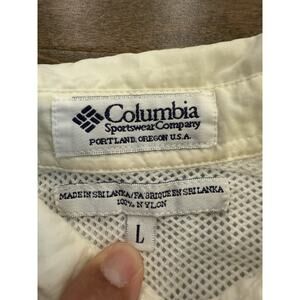 Columbia
Sportswear Company
PORTLAND, OREGON U.S.A.
MADE IN SRI LANKA/FABRIQUE EN SRI LANKA
100% NYLON
L